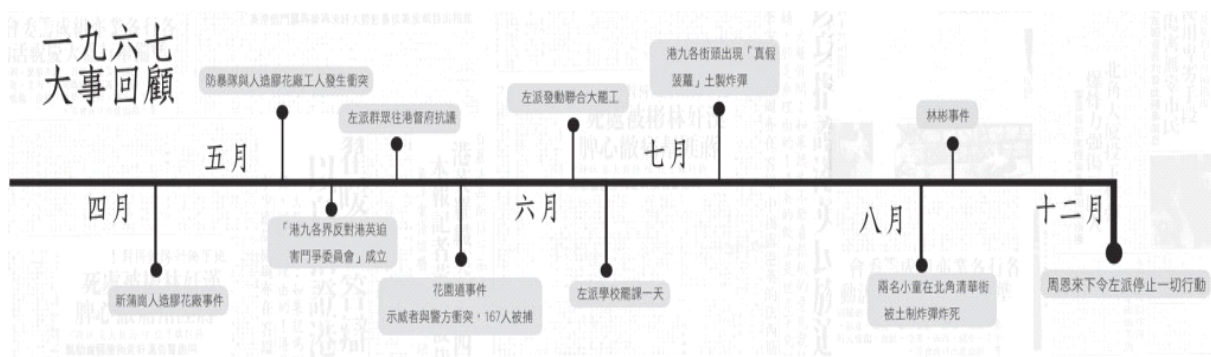 一九六七
大事回顧
四月
新蒲崗人造膠花廠事件
五月
防暴隊與人造膠花廠工人發生衝突
「港九各界反對港英迫
害鬥爭委員會」成立
左派群眾往港督府抗議
花園道事件
示威者與警方衝突，167人被捕
六月
左派發動聯合大罷工
左派學校罷課一天
七月
港九各街頭出現「真假
菠蘿」土製炸彈
八月
兩名小童在北角清華街
被土制炸彈炸死
林彬事件
十二月
周恩來下令左派停止一切行動